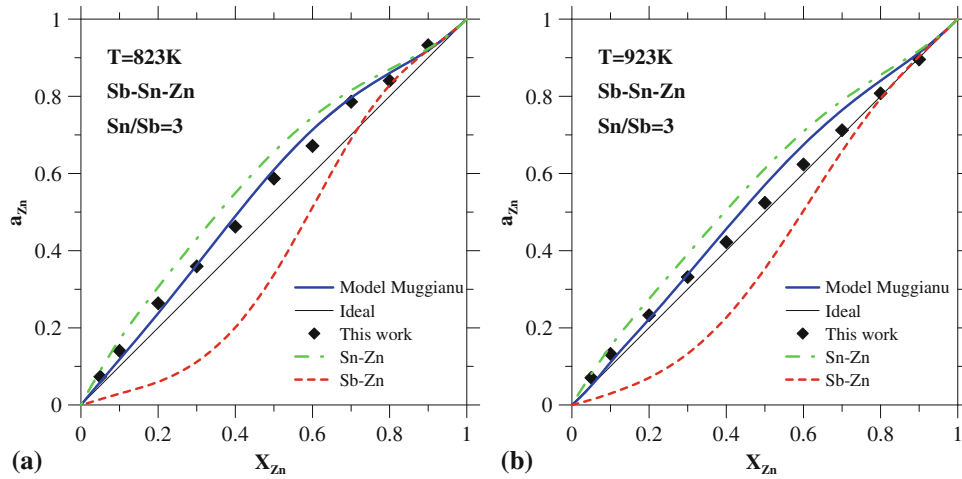 1
0.8
0.6
0.4
0.2
0
a_Zn
T=823K
Sb-Sn-Zn
Sn/Sb=3
Model Muggianu
Ideal
This work
Sn-Zn
Sb-Zn
0 0.2 0.4 0.6 0.8 1
(a)
X_Zn
1
0.8
0.6
0.4
0.2
0
a_Zn
T=923K
Sb-Sn-Zn
Sn/Sb=3
Model Muggianu
Ideal
This work
Sn-Zn
Sb-Zn
0 0.2 0.4 0.6 0.8 1
(b)
X_Zn